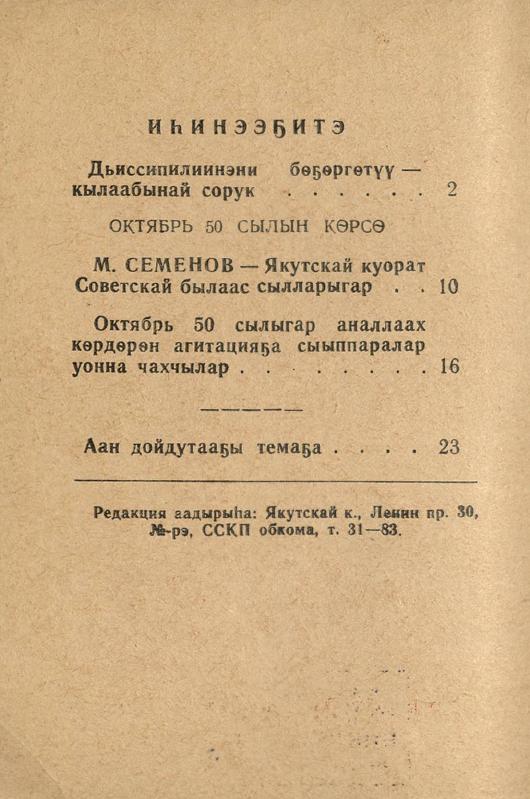 ИҺИНЭЭҔИТЭ
Дьиссипилиинэни бөҕөргөтүү —
кылаабынай сорук . . . . . . 2
ОКТЯБРЬ 50 СЫЛЫН КӨРСӨ
М. СЕМЕНОВ — Якутскай куорат
Советскай былаас сылларыгар . . 10
Октябрь 50 сылыгар аналлаах
көрдөрөн агитацияҕа сыыппаралар
уонна чахчылар . . . . . . . . 16
Аан дойдутааҕы темаҕа . . . . 23
Редакция аадырыһа: Якутскай к., Ленин пр. 30,
№-рэ, ССКП обкома, т. 31—83.